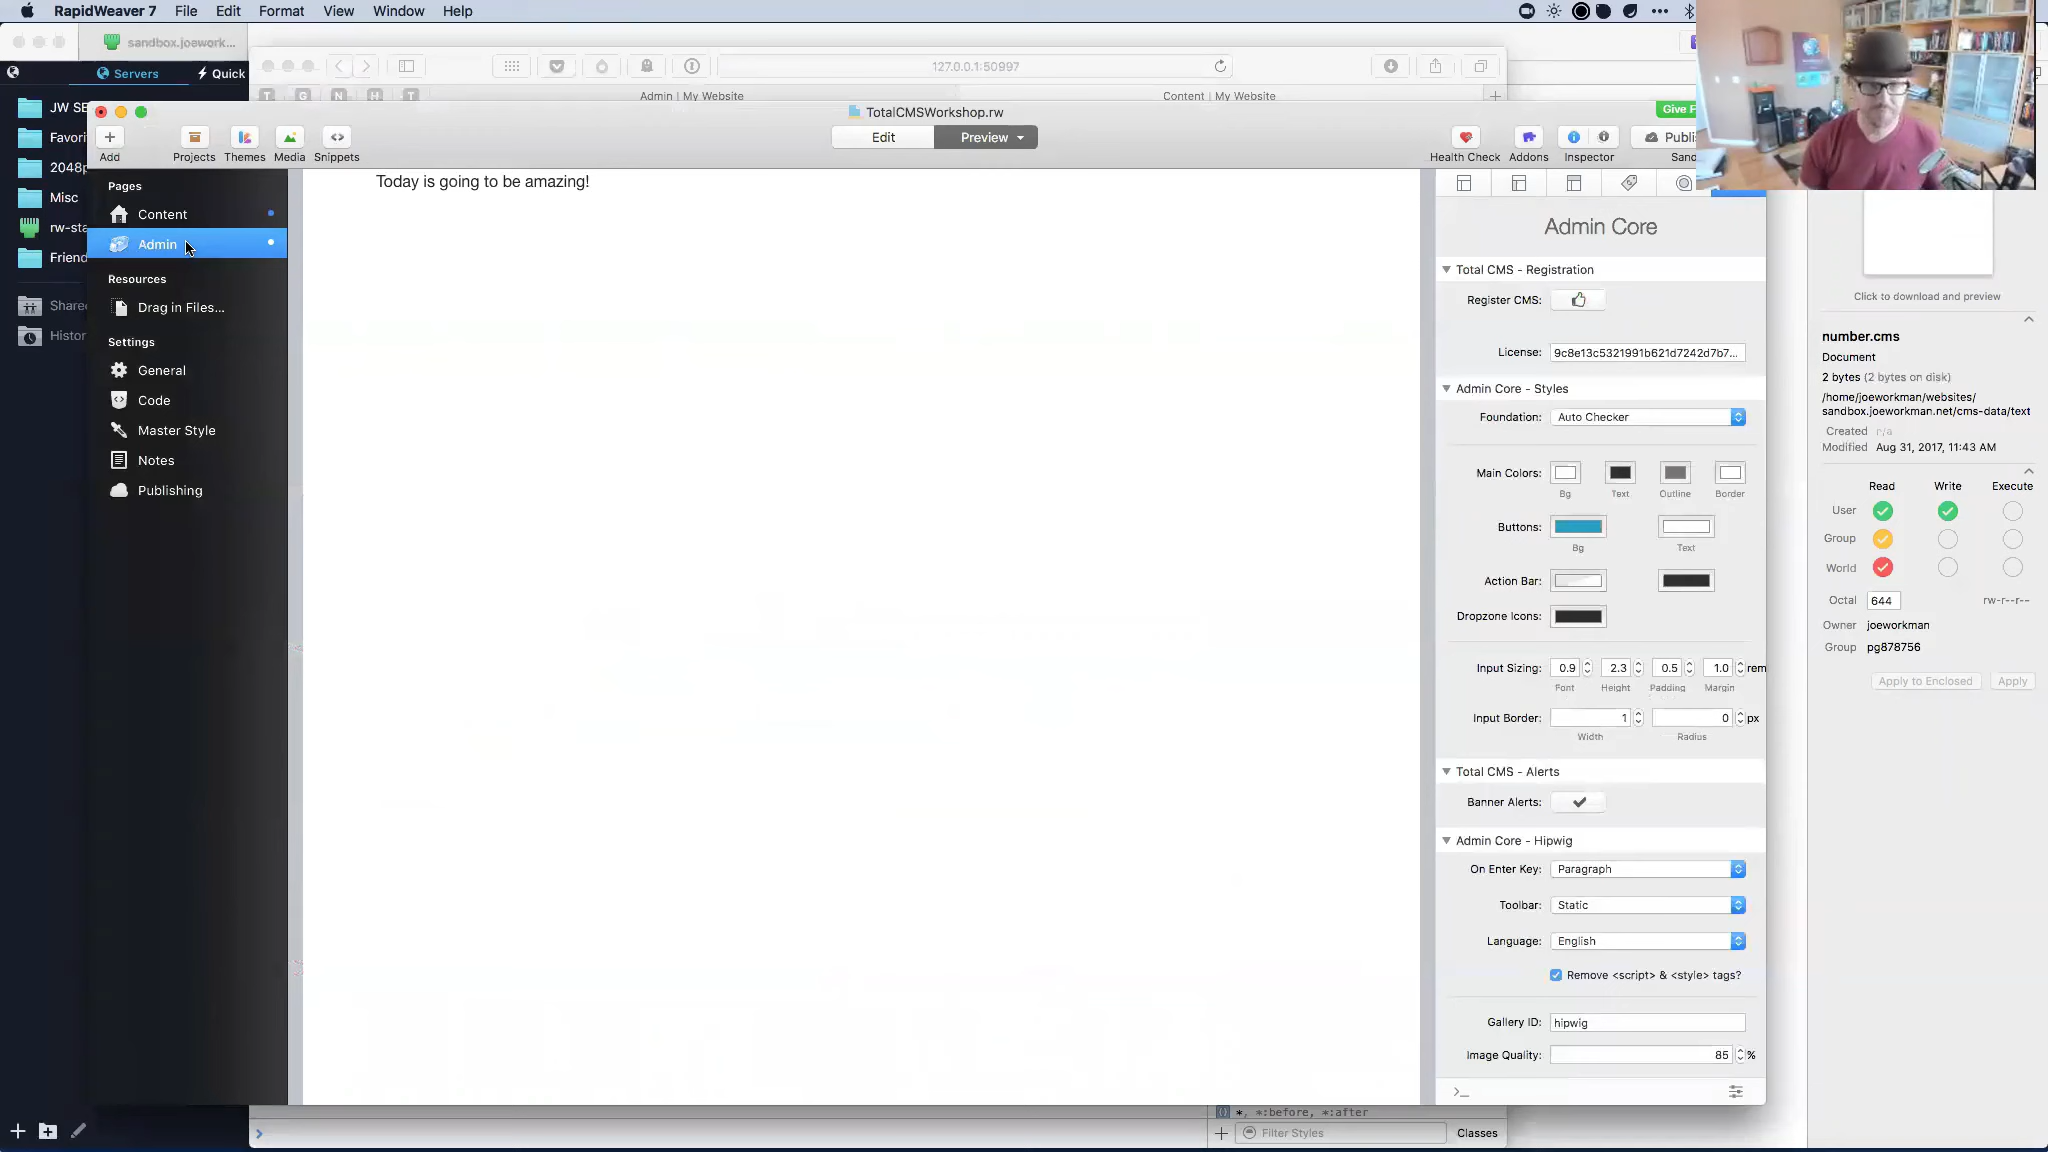 RapidWeaver 7 File Edit Format View Window Help
sandbox.joework...
Servers Quick
127.0.0.1:50997
T G N H T
Admin | My Website Content | My Website
JW SE
Favori
2048p
Misc
rw-sta
Friend
Share
Histor
TotalCMSWorkshop.rw
Give F
Edit Preview
Add Projects Themes Media Snippets
Health Check Addons Inspector
Publi
San
Pages
Content
Admin
Resources
Drag in Files...
Settings
General
Code
Master Style
Notes
Publishing
Today is going to be amazing!
Admin Core
Total CMS - Registration
Register CMS:
License: 9c8e13c5321991b621d7242d7b7...
Admin Core - Styles
Foundation: Auto Checker
Main Colors:
Bg Text Outline Border
Buttons:
Bg Text
Action Bar:
Dropzone Icons:
Input Sizing: 0.9 2.3 0.5 1.0 rem
Font Height Padding Margin
Input Border: 1 0 px
Width Radius
Total CMS - Alerts
Banner Alerts:
Admin Core - Hipwig
On Enter Key: Paragraph
Toolbar: Static
Language: English
Remove <script> & <style> tags?
Gallery ID: hipwig
Image Quality: 85 %
Click to download and preview
number.cms
Document
2 bytes (2 bytes on disk)
/home/joeworkman/websites/
sandbox.joeworkman.net/cms-data/text
Created n/a
Modified Aug 31, 2017, 11:43 AM
Read Write Execute
User
Group
World
Octal 644 rw-r--r--
Owner joeworkman
Group pg878756
Apply to Enclosed Apply
*, *:before, *:after
Filter Styles Classes